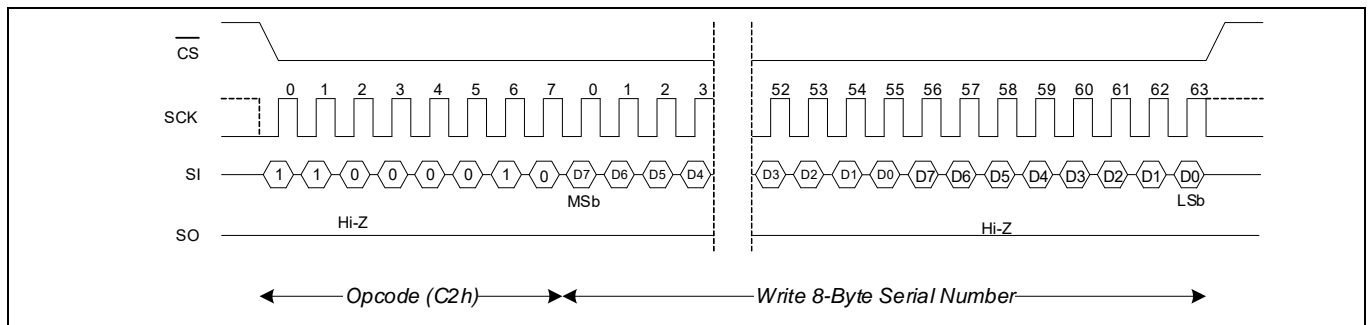 CS
0 1 2 3 4 5 6 7 0 1 2 3 52 53 54 55 56 57 58 59 60 61 62 63
SCK
SI 1 1 0 0 0 0 1 0 D7 D6 D5 D4 D3 D2 D1 D0 D7 D6 D5 D4 D3 D2 D1 D0
MSb LSb
Hi-Z Hi-Z
SO
Opcode (C2h) Write 8-Byte Serial Number